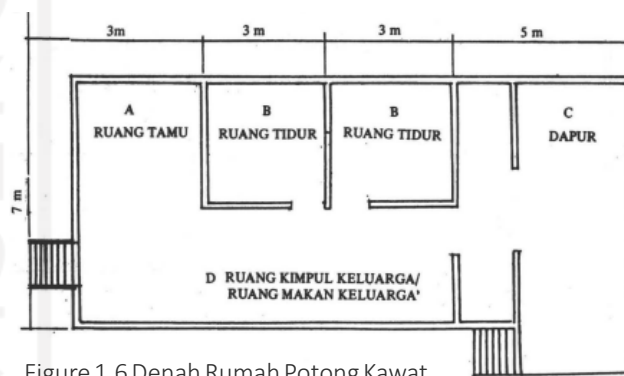 3m 3 m 3 m 5 m
A B B C
RUANG TAMU RUANG TIDUR RUANG TIDUR DAPUR
7 m
D RUANG KIMPUL KELUARGA/
RUANG MAKAN KELUARGA'
Figure 1.6 Denah Rumah Potong Kawat